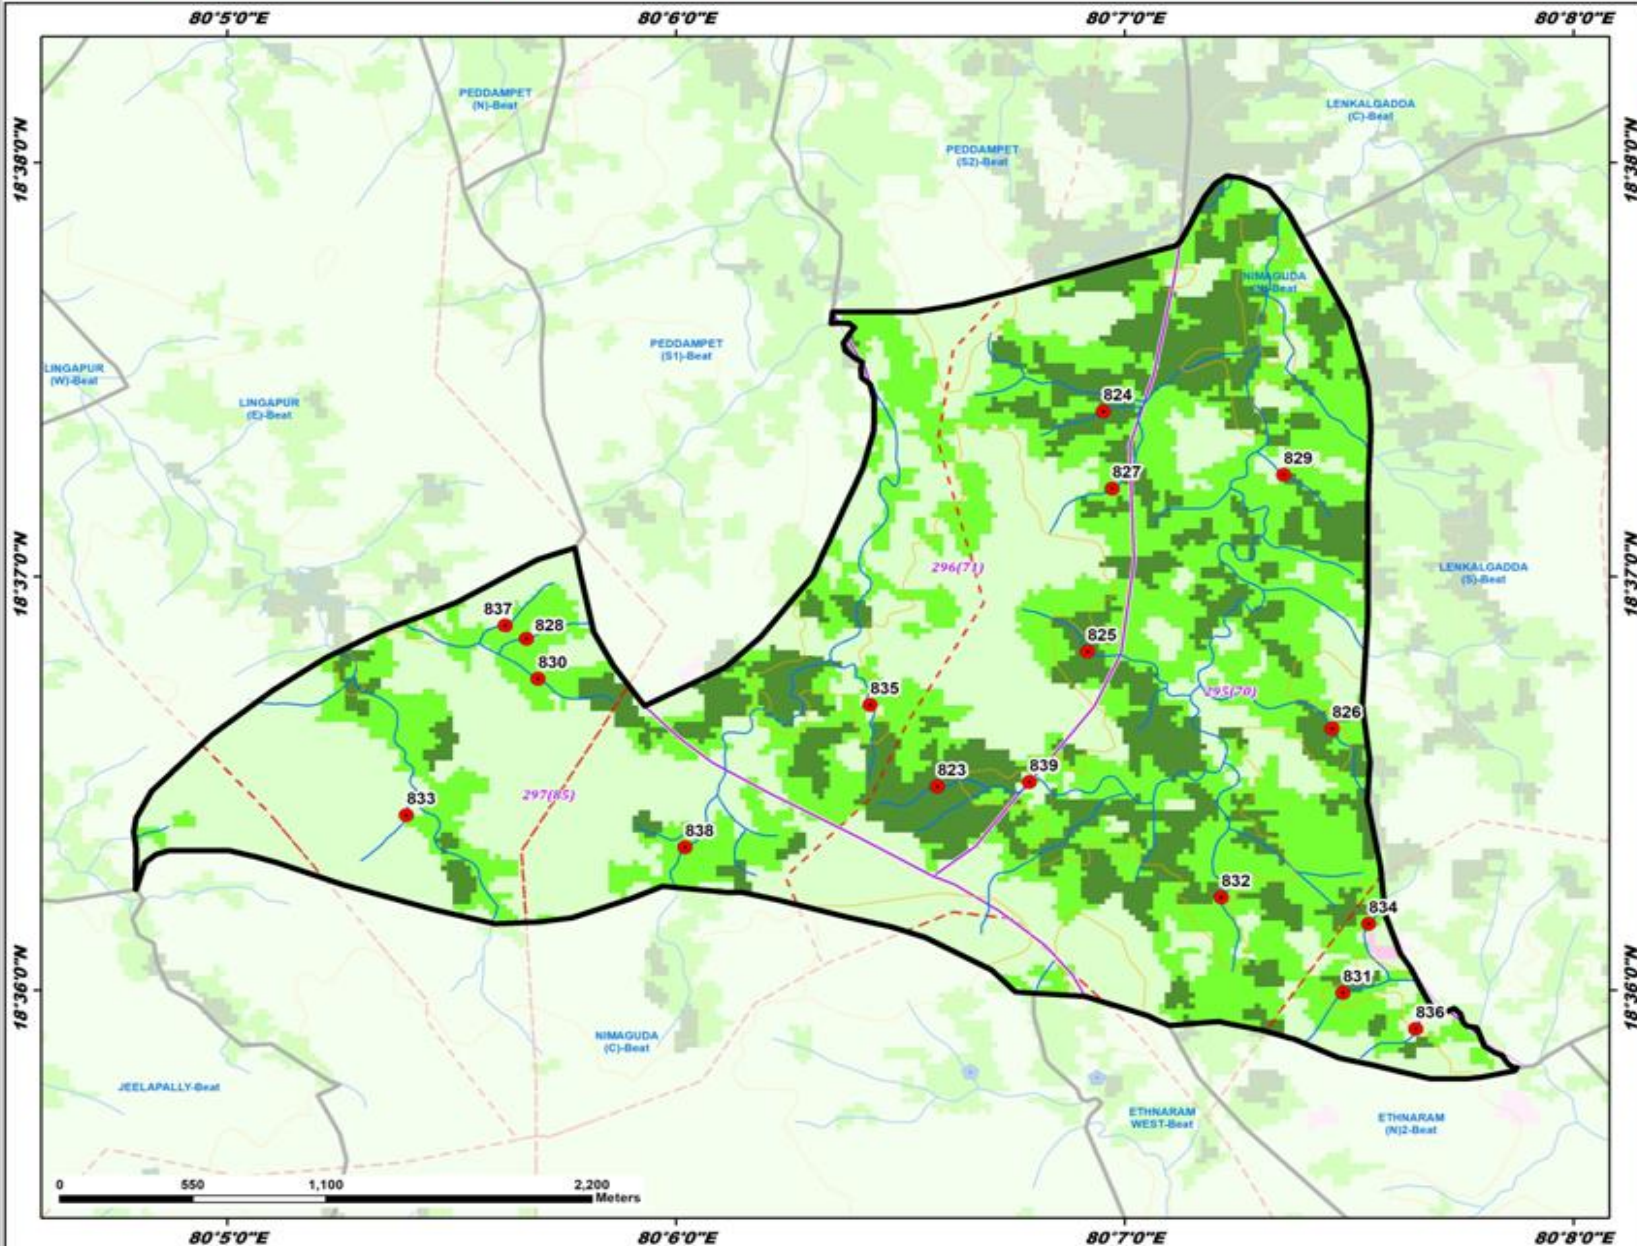 80°5'0"E
80°6'0"E
80°7'0"E
80°8'0"E
18°38'0"N
18°38'0"N
PEDDAMPET
(N)-Beat
LENKALGADDA
(C)-Beat
PEDDAMPET
(S2)-Beat
NIMAGUDA
PEDDAMPET
(S1)-Beat
LINGAPUR
(W)-Beat
LINGAPUR
(E)-Beat
824
829
827
18°37'0"N
18°37'0"N
296(71)
LENKALGADDA
(S)-Beat
837
828
825
830
835
295(70)
826
823
839
297(85)
833
838
832
834
831
836
18°36'0"N
18°36'0"N
NIMAGUDA
(C)-Beat
JEELAPALLY-Beat
ETHNARAM
WEST-Beat
ETHNARAM
(N)2-Beat
0 550 1,100 2,200
Meters
80°5'0"E
80°6'0"E
80°7'0"E
80°8'0"E